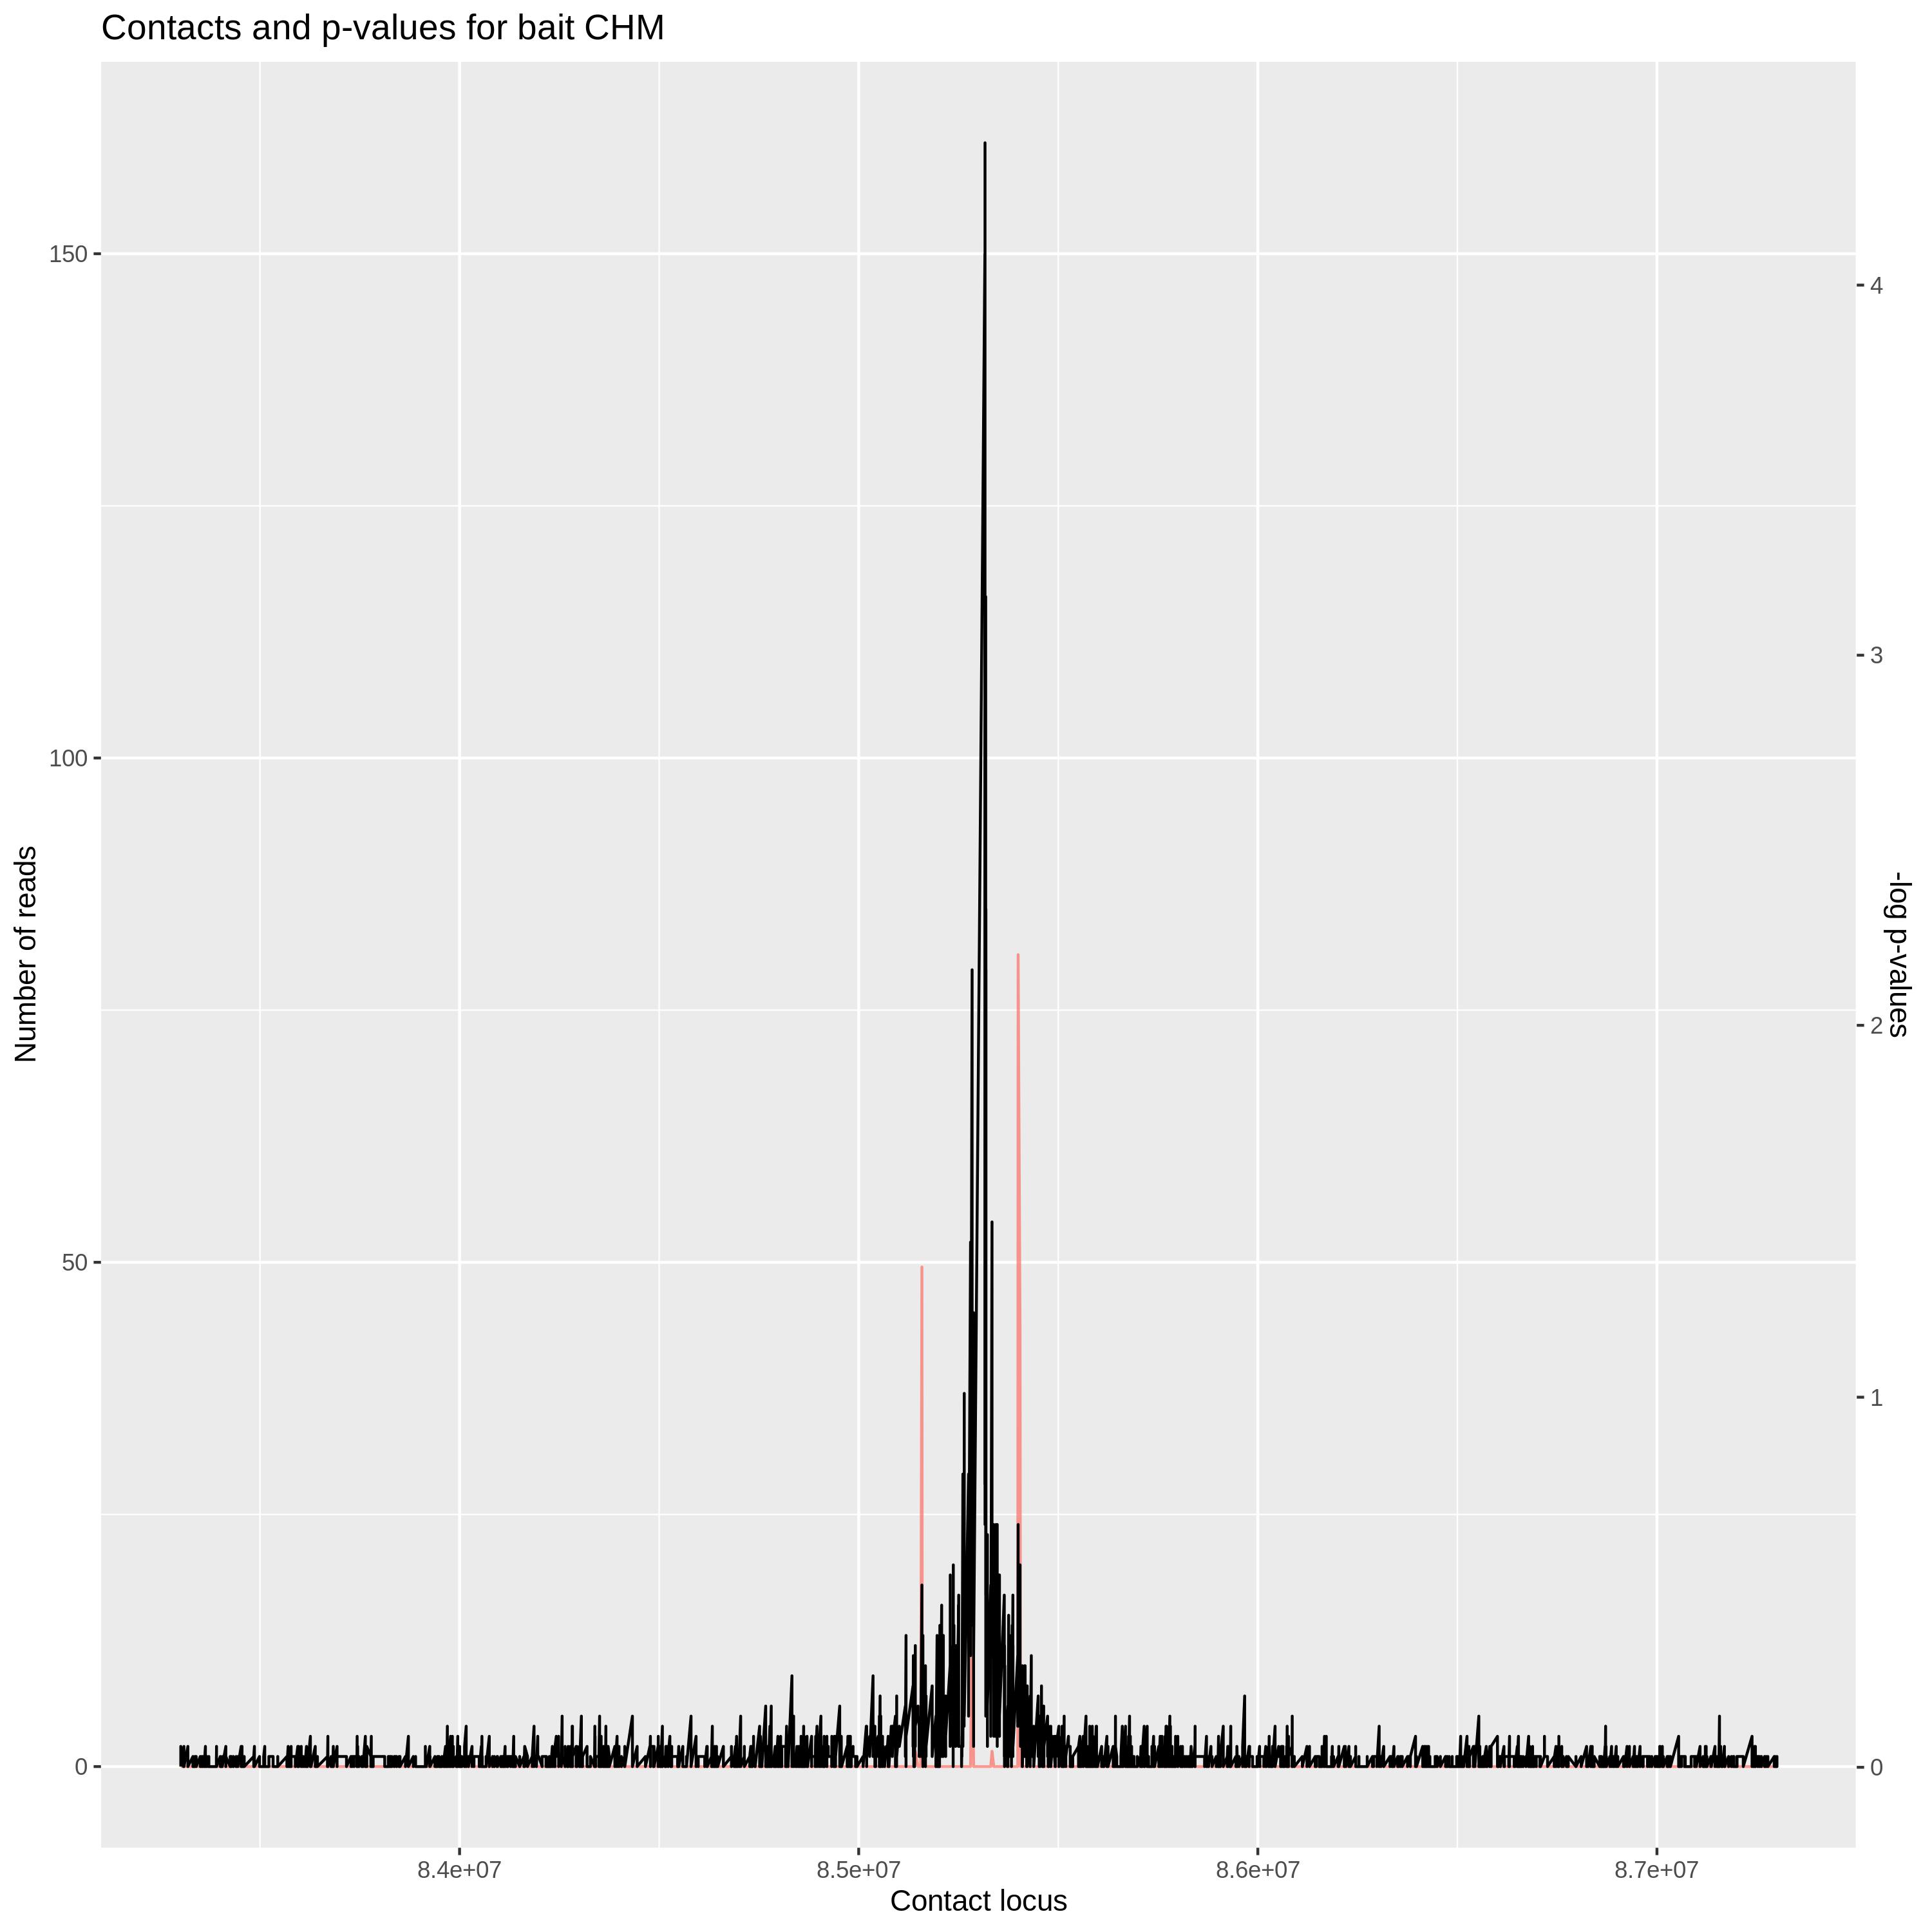 Contacts and p-values for bait CHM
150
100
50
0
Number of reads
4
3
2
1
0
-log p-values
8.4e+07
8.5e+07
8.6e+07
8.7e+07
Contact locus